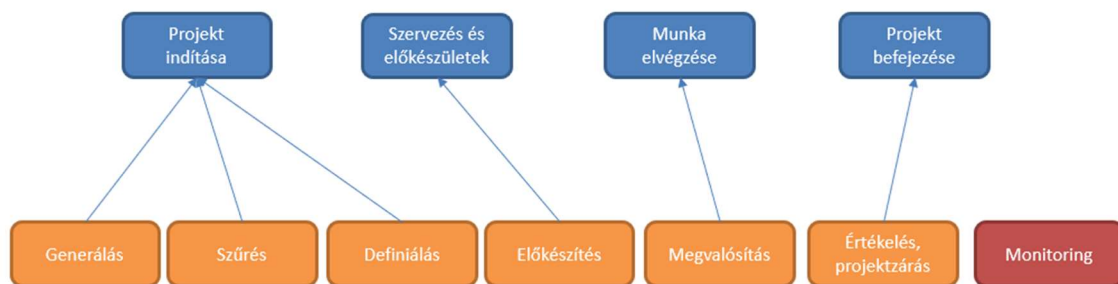 Projekt
indítása
Szervezés és
előkészületek
Munka
elvégzése
Projekt
befejezése
Generálás
Szűrés
Definiálás
Előkészítés
Megvalósítás
Értékelés,
projektzárás
Monitoring